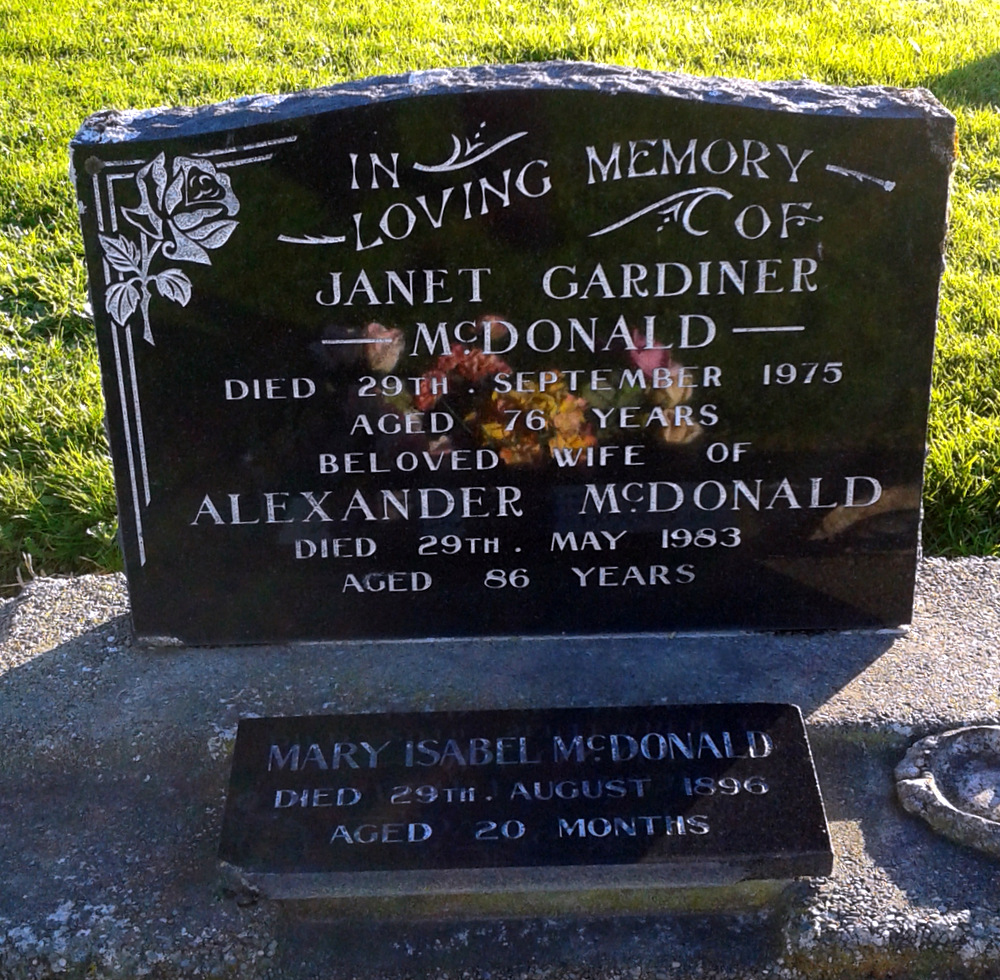 IN LOVING MEMORY OF
JANET GARDINER
McDONALD
DIED 29TH. SEPTEMBER 1975
AGED 76 YEARS
BELOVED WIFE OF
ALEXANDER McDONALD
DIED 29TH. MAY 1983
AGED 86 YEARS
MARY ISABEL McDONALD
DIED 29TH. AUGUST 1896
AGED 20 MONTHS